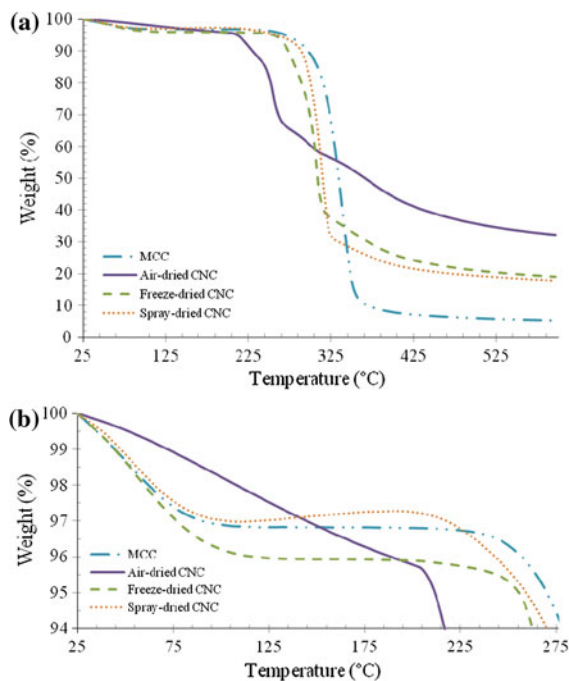 (a)
100
90
80
70
60
50
40
30
20
10
0
Weight (%)
MCC
Air-dried CNC
Freeze-dried CNC
Spray-dried CNC
25 125 225 325 425 525
Temperature (°C)
(b)
100
99
98
97
96
95
94
Weight (%)
MCC
Air-dried CNC
Freeze-dried CNC
Spray-dried CNC
25 75 125 175 225 275
Temperature (°C)